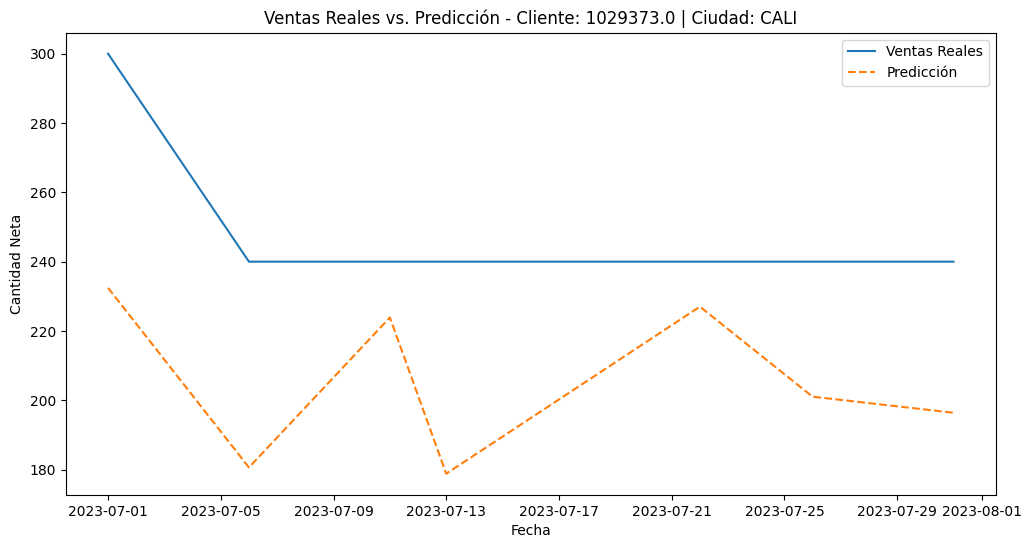 Ventas Reales vs. Predicción - Cliente: 1029373.0 | Ciudad: CALI
Ventas Reales
Predicción
Cantidad Neta
300
280
260
240
220
200
180
2023-07-01 2023-07-05 2023-07-09 2023-07-13 2023-07-17 2023-07-21 2023-07-25 2023-07-29 2023-08-01
Fecha